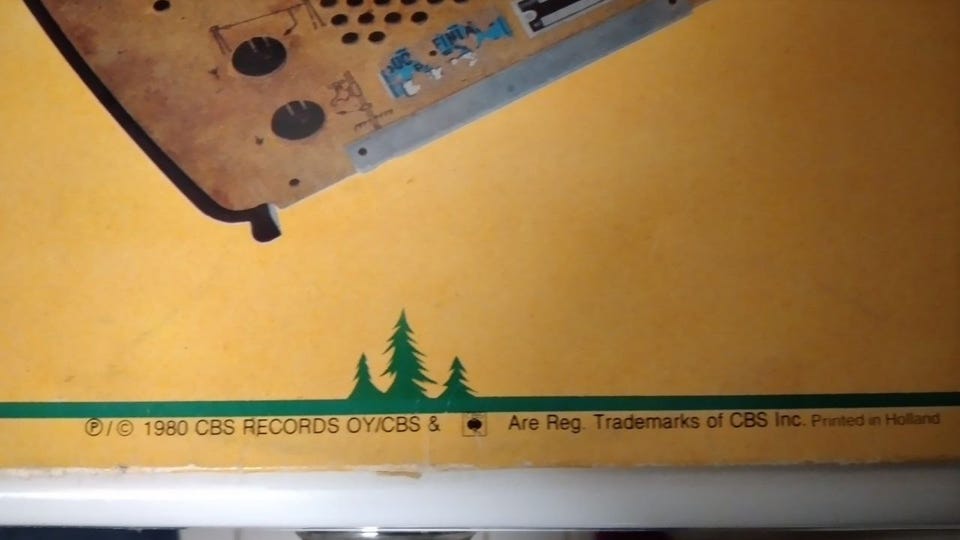 Ⓟ/© 1980 CBS RECORDS OY/CBS & Are Reg. Trademarks of CBS Inc. Printed in Holland